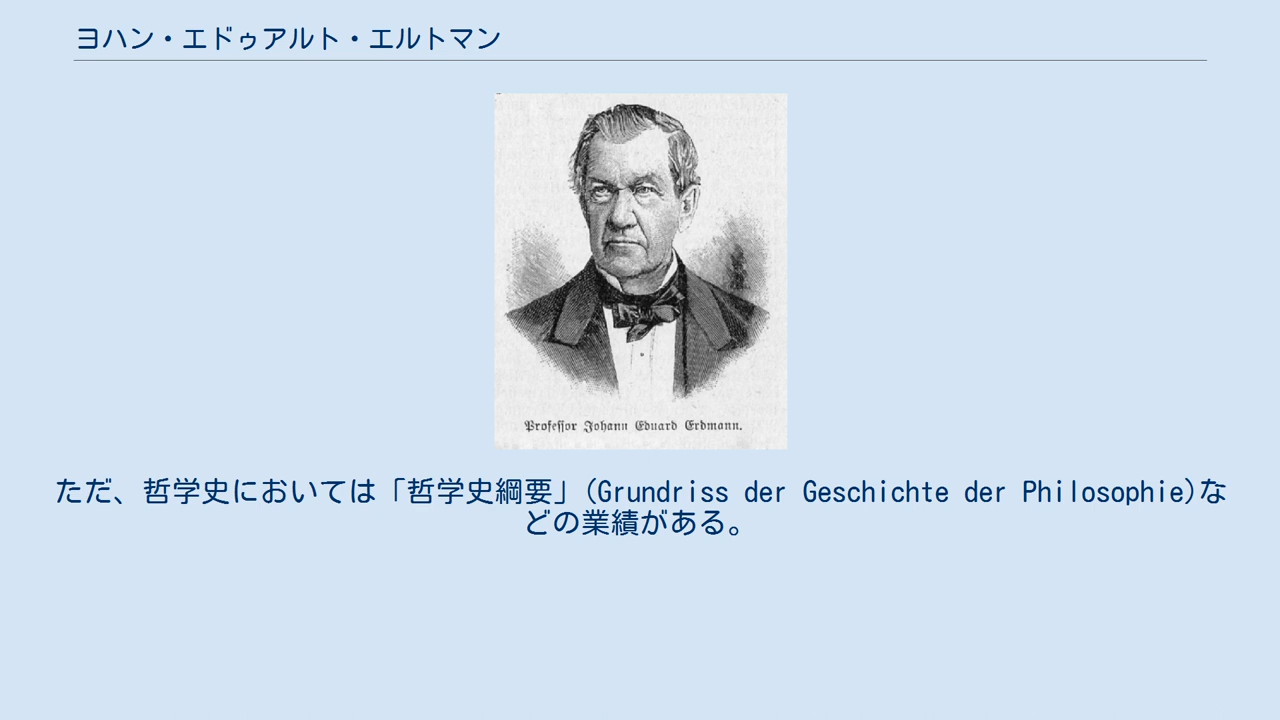 ヨハン・エドゥアルト・エルトマン
Professor Johann Eduard Erdmann.
ただ、哲学史においては「哲学史綱要」(Grundriss der Geschichte der Philosophie)な
どの業績がある。